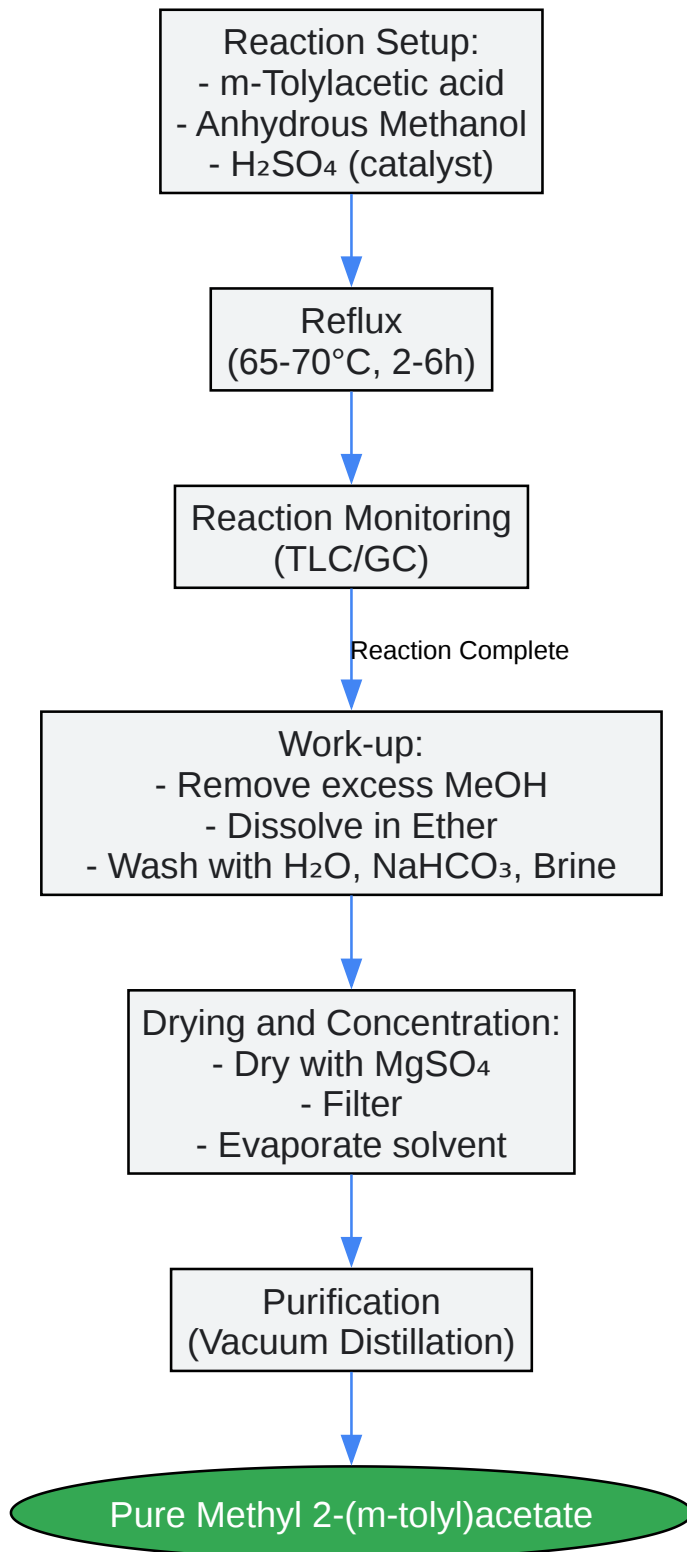 Reaction Setup:
- m-Tolylacetic acid
- Anhydrous Methanol
- H₂SO₄ (catalyst)
Reflux
(65-70°C, 2-6h)
Reaction Monitoring
(TLC/GC)
Reaction Complete
Work-up:
- Remove excess MeOH
- Dissolve in Ether
- Wash with H₂O, NaHCO₃, Brine
Drying and Concentration:
- Dry with MgSO₄
- Filter
- Evaporate solvent
Purification
(Vacuum Distillation)
Pure Methyl 2-(m-tolyl)acetate